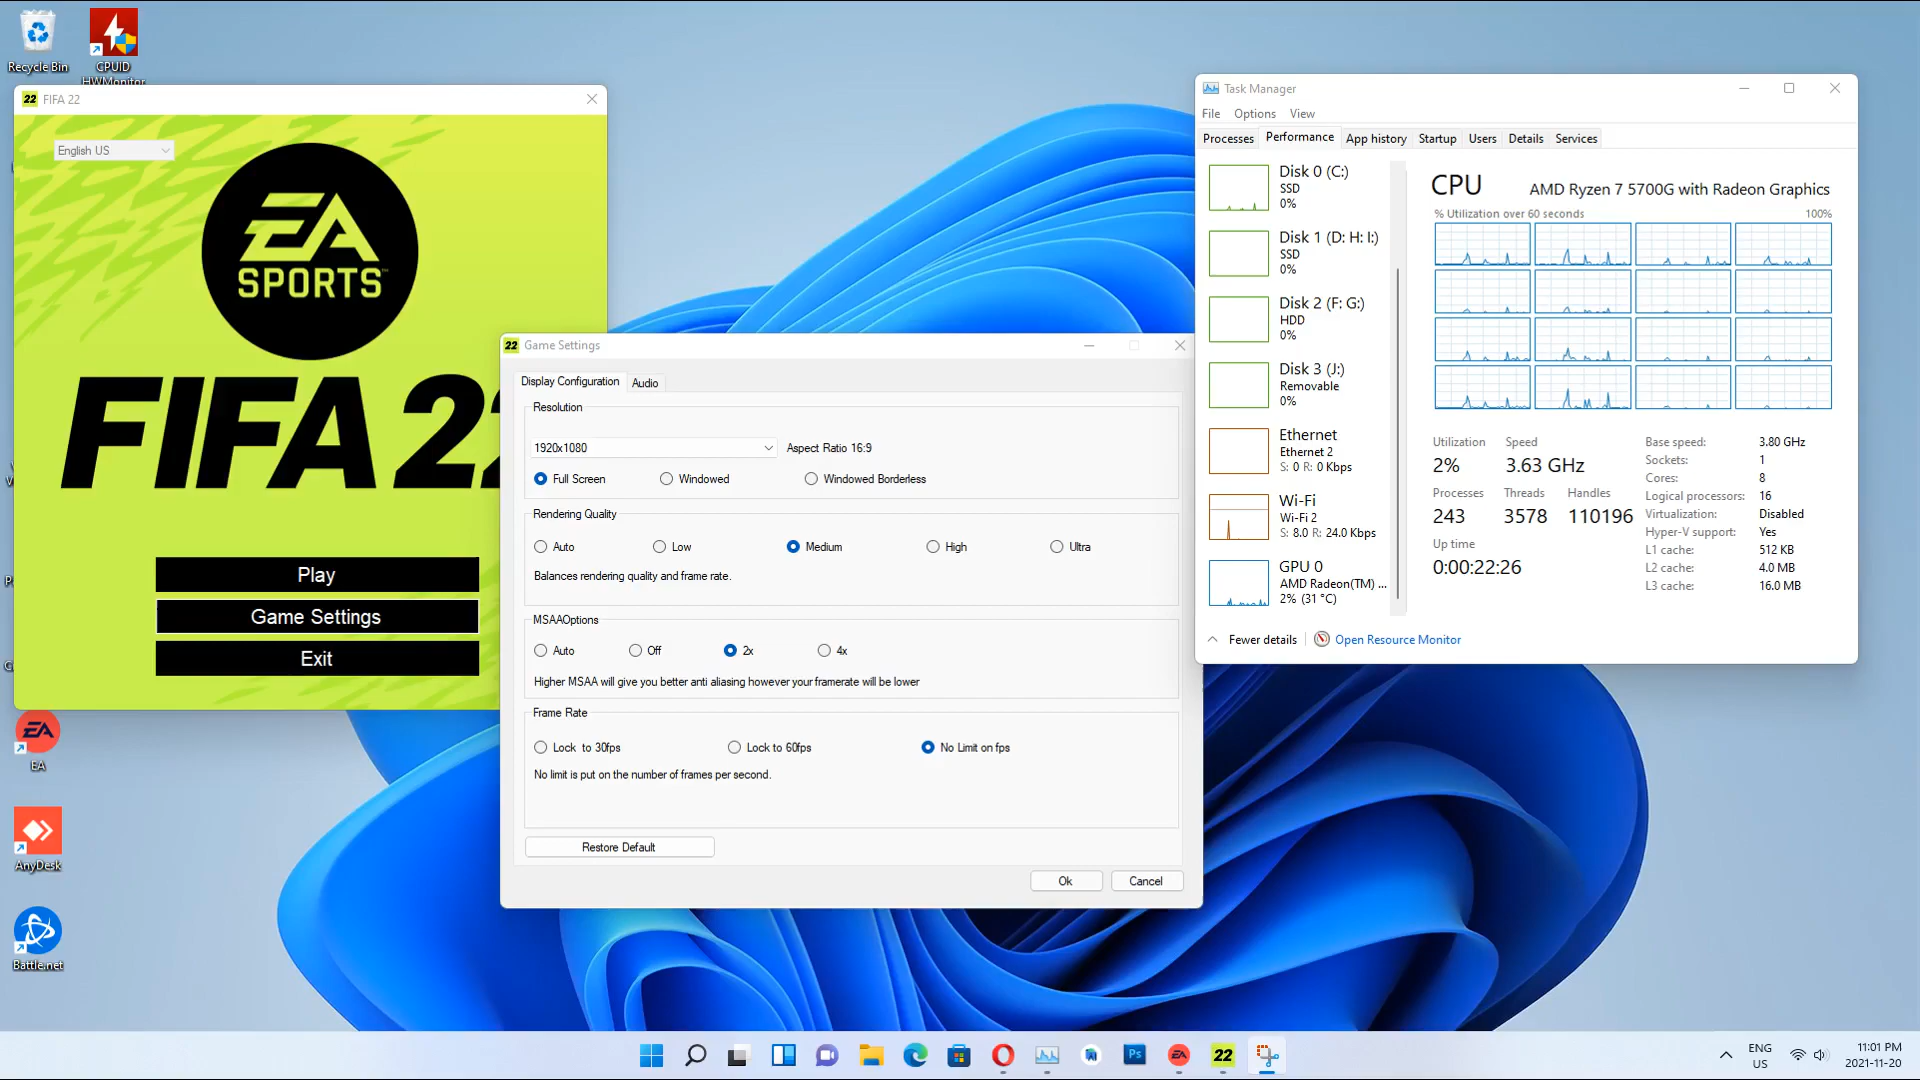 Recycle Bin
CPUID
HWMonitor
22 FIFA 22
English US
EA
SPORTS
FIFA 22
Play
Game Settings
Exit
EA
AnyDesk
Battle.net
22 Game Settings
Display Configuration
Audio
Resolution
1920x1080
Aspect Ratio 16:9
Full Screen
Windowed
Windowed Borderless
Rendering Quality
Auto
Low
Medium
High
Ultra
Balances rendering quality and frame rate.
MSAAOptions
Auto
Off
2x
4x
Higher MSAA will give you better anti aliasing however your framerate will be lower
Frame Rate
Lock to 30fps
Lock to 60fps
No Limit on fps
No limit is put on the number of frames per second.
Restore Default
Ok
Cancel
Task Manager
File Options View
Processes Performance App history Startup Users Details Services
Disk 0 (C:)
SSD
0%
Disk 1 (D: H: I:)
SSD
0%
Disk 2 (F: G:)
HDD
0%
Disk 3 (J:)
Removable
0%
Ethernet
Ethernet 2
S: 0 R: 0 Kbps
Wi-Fi
Wi-Fi 2
S: 8.0 R: 24.0 Kbps
GPU 0
AMD Radeon(TM) ...
2% (31 °C)
CPU
AMD Ryzen 7 5700G with Radeon Graphics
% Utilization over 60 seconds
100%
Utilization
2%
Speed
3.63 GHz
Processes
243
Threads
3578
Handles
110196
Up time
0:00:22:26
Base speed: 3.80 GHz
Sockets: 1
Cores: 8
Logical processors: 16
Virtualization: Disabled
Hyper-V support: Yes
L1 cache: 512 KB
L2 cache: 4.0 MB
L3 cache: 16.0 MB
Fewer details
Open Resource Monitor
Ps
EA
22
ENG
US
11:01 PM
2021-11-20